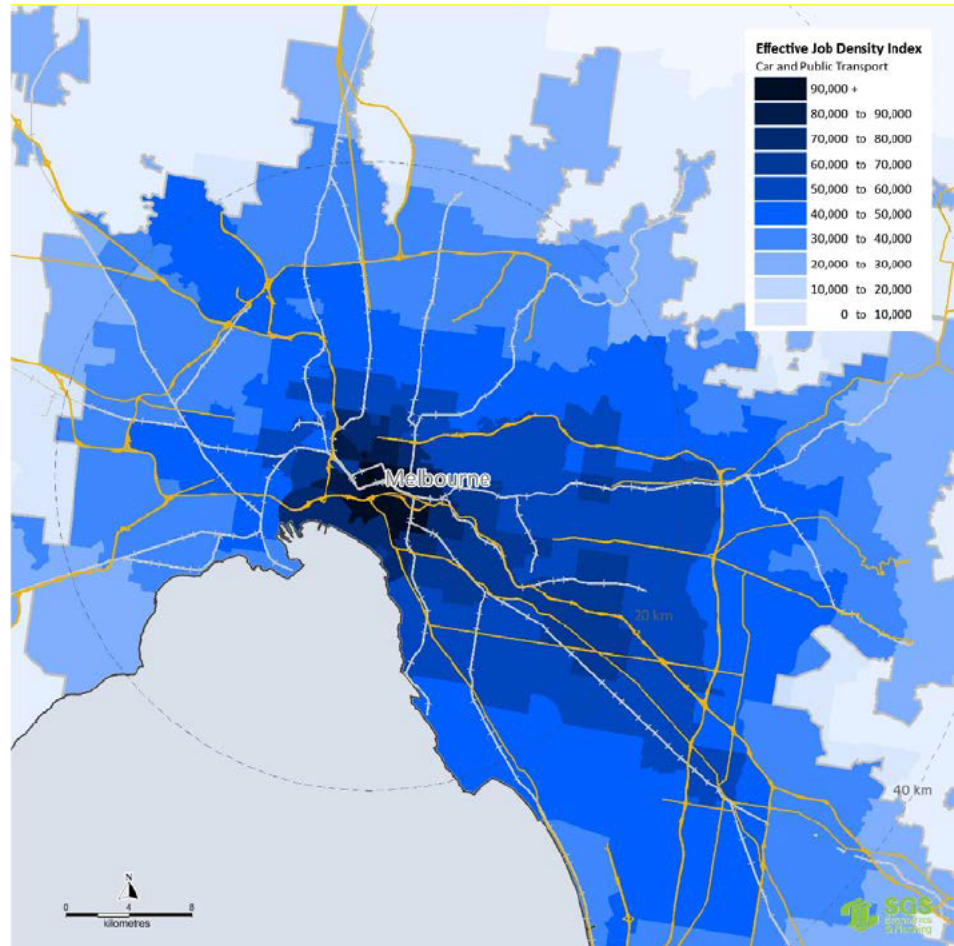 Effective Job Density Index
Car and Public Transport
90,000 +
80,000 to 90,000
70,000 to 80,000
60,000 to 70,000
50,000 to 60,000
40,000 to 50,000
30,000 to 40,000
20,000 to 30,000
10,000 to 20,000
0 to 10,000
Melbourne
20 km
40 km
N
0 4 8
kilometres
SGS
Economics
& Planning